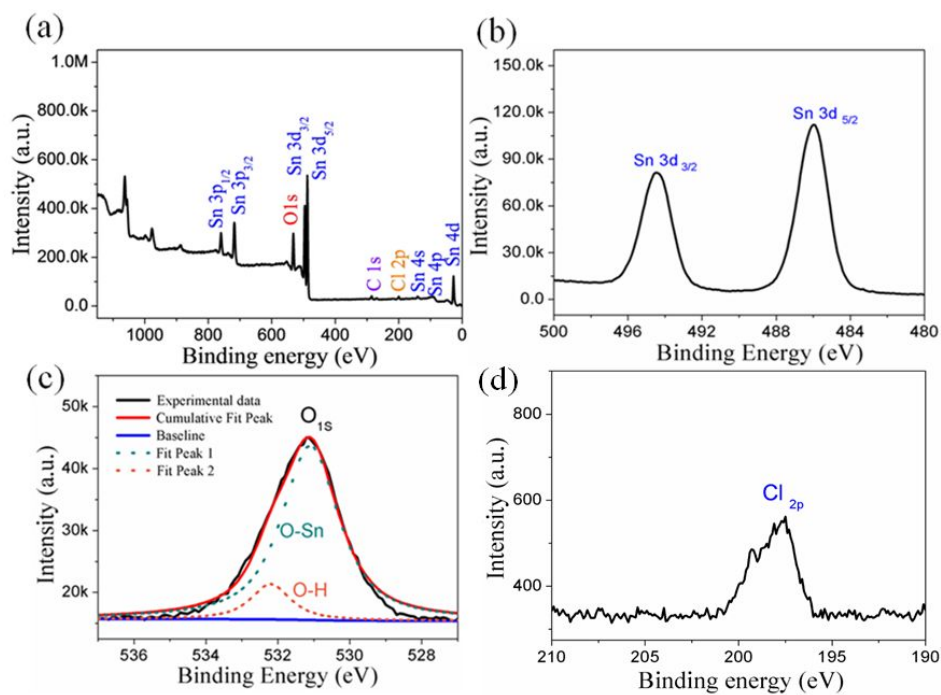 (a)
Intensity (a.u.)
1.0M
800.0k
600.0k
400.0k
200.0k
0.0
Sn 3p1/2
Sn 3p3/2
O1s
Sn 3d3/2
Sn 3d5/2
C 1s
Cl 2p
Sn 4s
Sn 4p
Sn 4d
1000 800 600 400 200 0
Binding energy (eV)
(b)
Intensity (a.u.)
150.0k
120.0k
90.0k
60.0k
30.0k
0.0
Sn 3d 3/2
Sn 3d 5/2
500 496 492 488 484 480
Binding Energy (eV)
(c)
Intensity (a.u.)
50k
40k
30k
20k
Experimental data
Cumulative Fit Peak
Baseline
Fit Peak 1
Fit Peak 2
O1S
O-Sn
O-H
536 534 532 530 528
Binding Energy (eV)
(d)
Intensity (a.u.)
800
600
400
Cl 2p
210 205 200 195 190
Binding energy (eV)